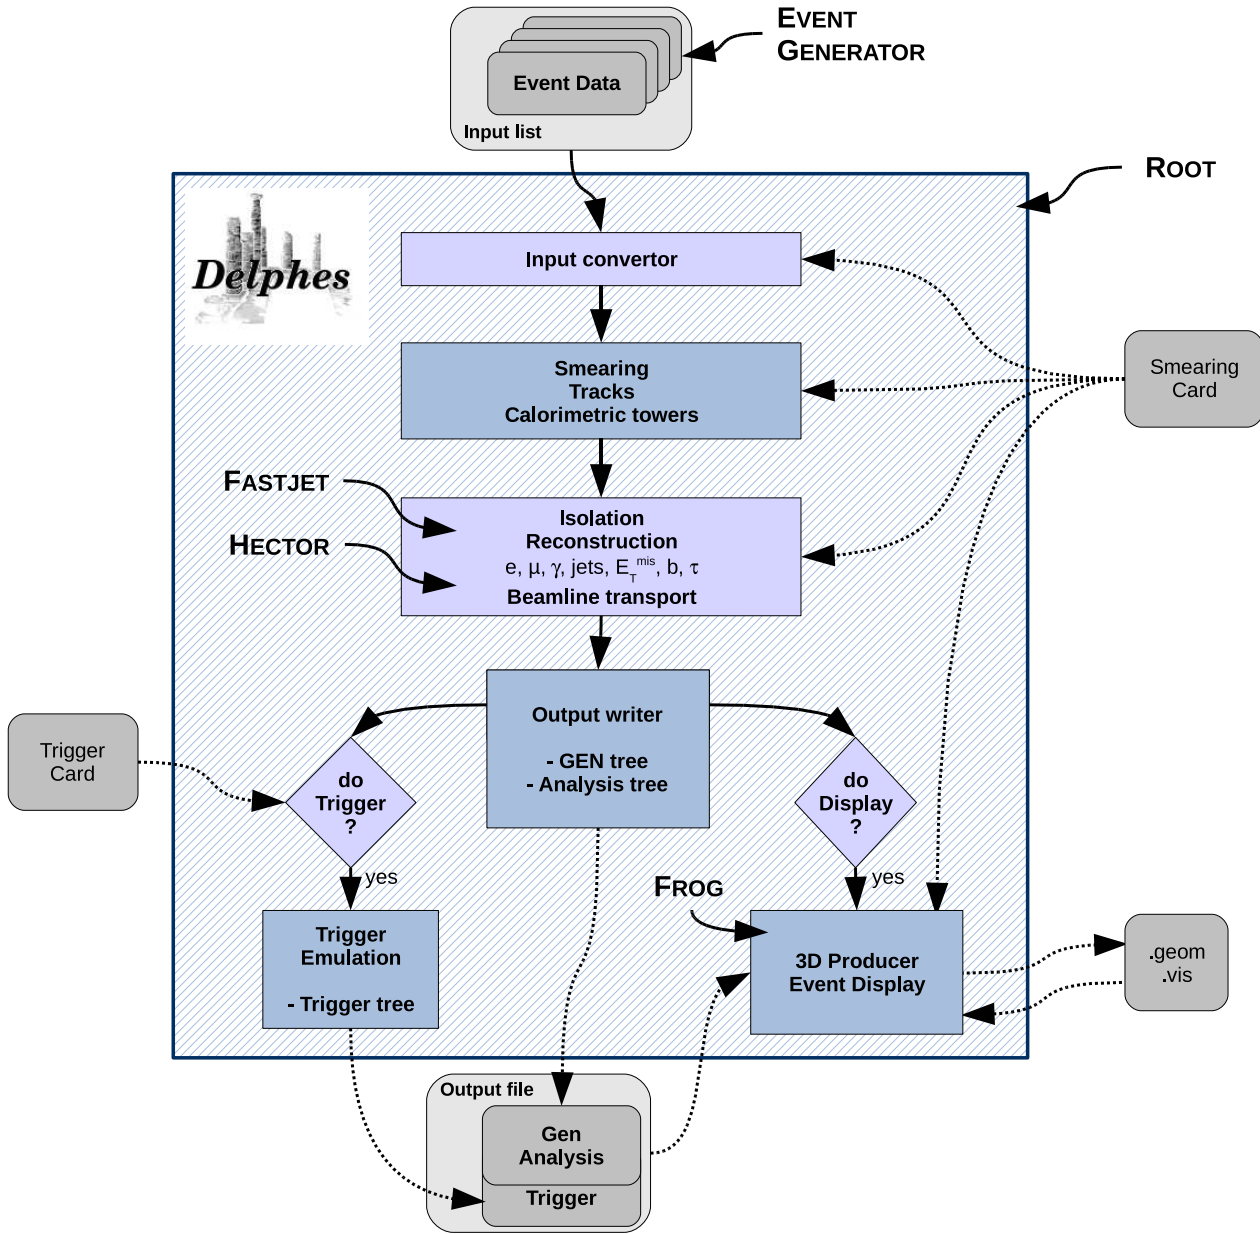 EVENT
GENERATOR
Event Data
Input list
ROOT
Delphes
Input convertor
Smearing
Tracks
Calorimetric towers
Smearing
Card
FASTJET
HECTOR
Isolation
Reconstruction
e, µ, γ, jets, E_T^mis, b, τ
Beamline transport
Output writer
- GEN tree
- Analysis tree
Trigger
Card
do
Trigger
?
yes
do
Display
?
yes
FROG
Trigger
Emulation
- Trigger tree
3D Producer
Event Display
.geom
.vis
Output file
Gen
Analysis
Trigger